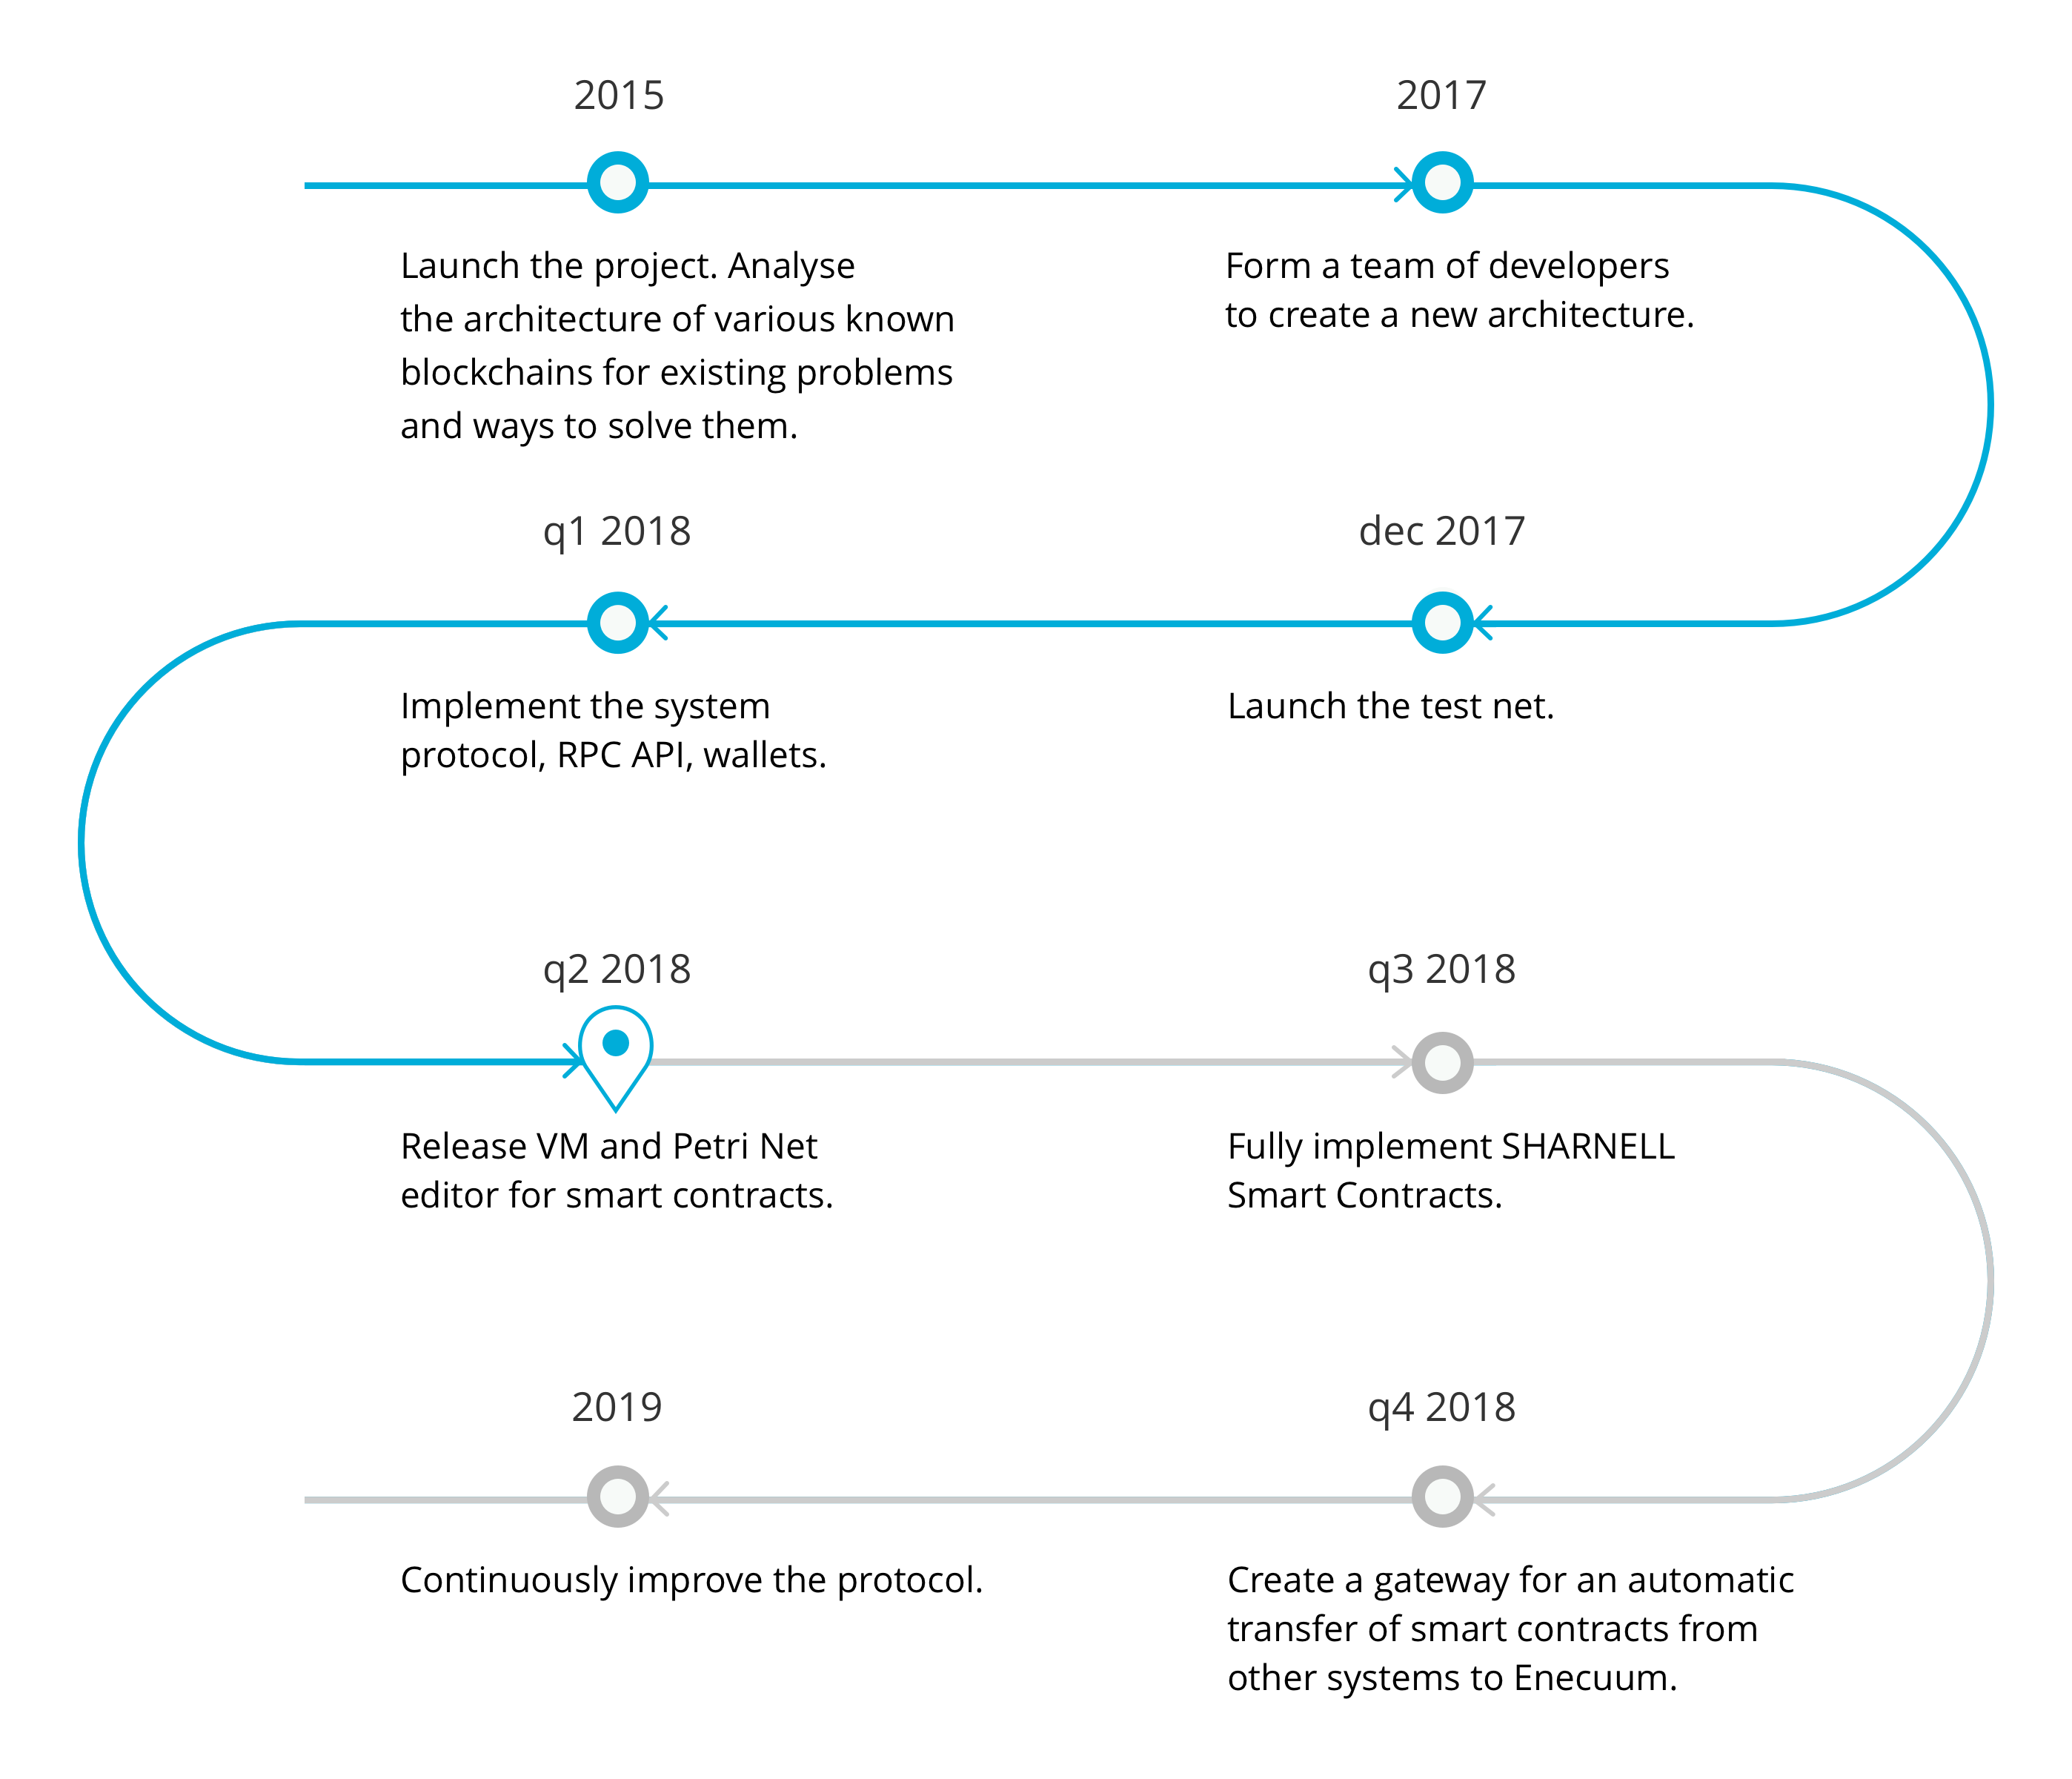 2015
Launch the project. Analyse
the architecture of various known
blockchains for existing problems
and ways to solve them.
2017
Form a team of developers
to create a new architecture.
dec 2017
Launch the test net.
q1 2018
Implement the system
protocol, RPC API, wallets.
q2 2018
Release VM and Petri Net
editor for smart contracts.
q3 2018
Fully implement SHARNELL
Smart Contracts.
q4 2018
Create a gateway for an automatic
transfer of smart contracts from
other systems to Enecuum.
2019
Continuously improve the protocol.